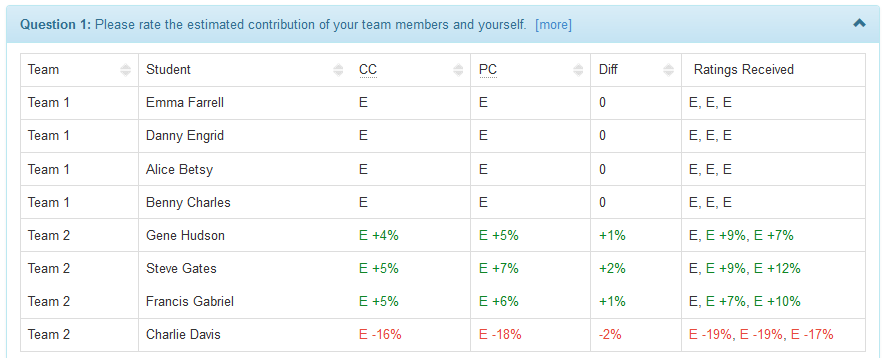 Question 1: Please rate the estimated contribution of your team members and yourself. [more]
Team Student CC PC Diff Ratings Received
Team 1 Emma Farrell E E 0 E, E, E
Team 1 Danny Engrid E E 0 E, E, E
Team 1 Alice Betsy E E 0 E, E, E
Team 1 Benny Charles E E 0 E, E, E
Team 2 Gene Hudson E +4% E +5% +1% E, E +9%, E +7%
Team 2 Steve Gates E +5% E +7% +2% E, E +9%, E +12%
Team 2 Francis Gabriel E +5% E +6% +1% E, E +7%, E +10%
Team 2 Charlie Davis E -16% E -18% -2% E -19%, E -19%, E -17%